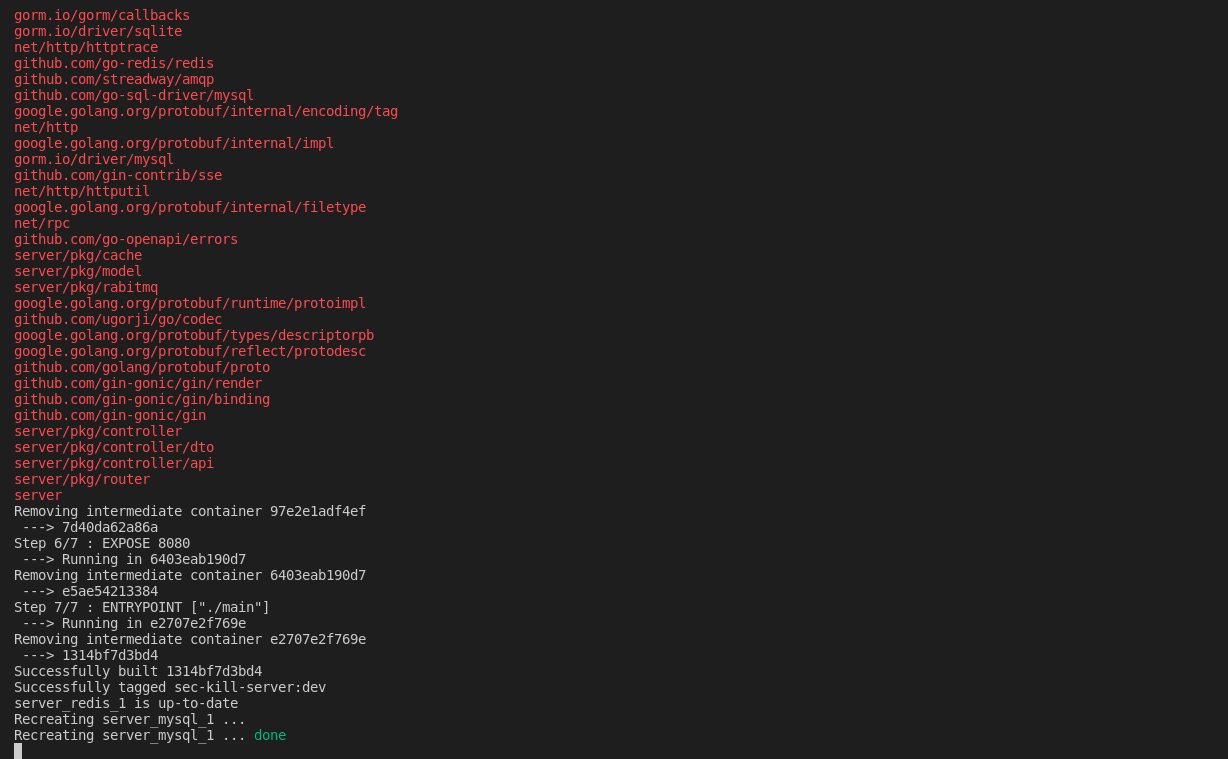 gorm.io/gorm/callbacks
gorm.io/driver/sqlite
net/http/httptrace
github.com/go-redis/redis
github.com/streadway/amqp
github.com/go-sql-driver/mysql
google.golang.org/protobuf/internal/encoding/tag
net/http
google.golang.org/protobuf/internal/impl
gorm.io/driver/mysql
github.com/gin-contrib/sse
net/http/httputil
google.golang.org/protobuf/internal/filetype
net/rpc
github.com/go-openapi/errors
server/pkg/cache
server/pkg/model
server/pkg/rabitmq
google.golang.org/protobuf/runtime/protoimpl
github.com/ugorji/go/codec
google.golang.org/protobuf/types/descriptorpb
google.golang.org/protobuf/reflect/protodesc
github.com/golang/protobuf/proto
github.com/gin-gonic/gin/render
github.com/gin-gonic/gin/binding
github.com/gin-gonic/gin
server/pkg/controller
server/pkg/controller/dto
server/pkg/controller/api
server/pkg/router
server
Removing intermediate container 97e2e1adf4ef
 ---> 7d40da62a86a
Step 6/7 : EXPOSE 8080
 ---> Running in 6403eab190d7
Removing intermediate container 6403eab190d7
 ---> e5ae54213384
Step 7/7 : ENTRYPOINT ["./main"]
 ---> Running in e2707e2f769e
Removing intermediate container e2707e2f769e
 ---> 1314bf7d3bd4
Successfully built 1314bf7d3bd4
Successfully tagged sec-kill-server:dev
server_redis_1 is up-to-date
Recreating server_mysql_1 ...
Recreating server_mysql_1 ... done